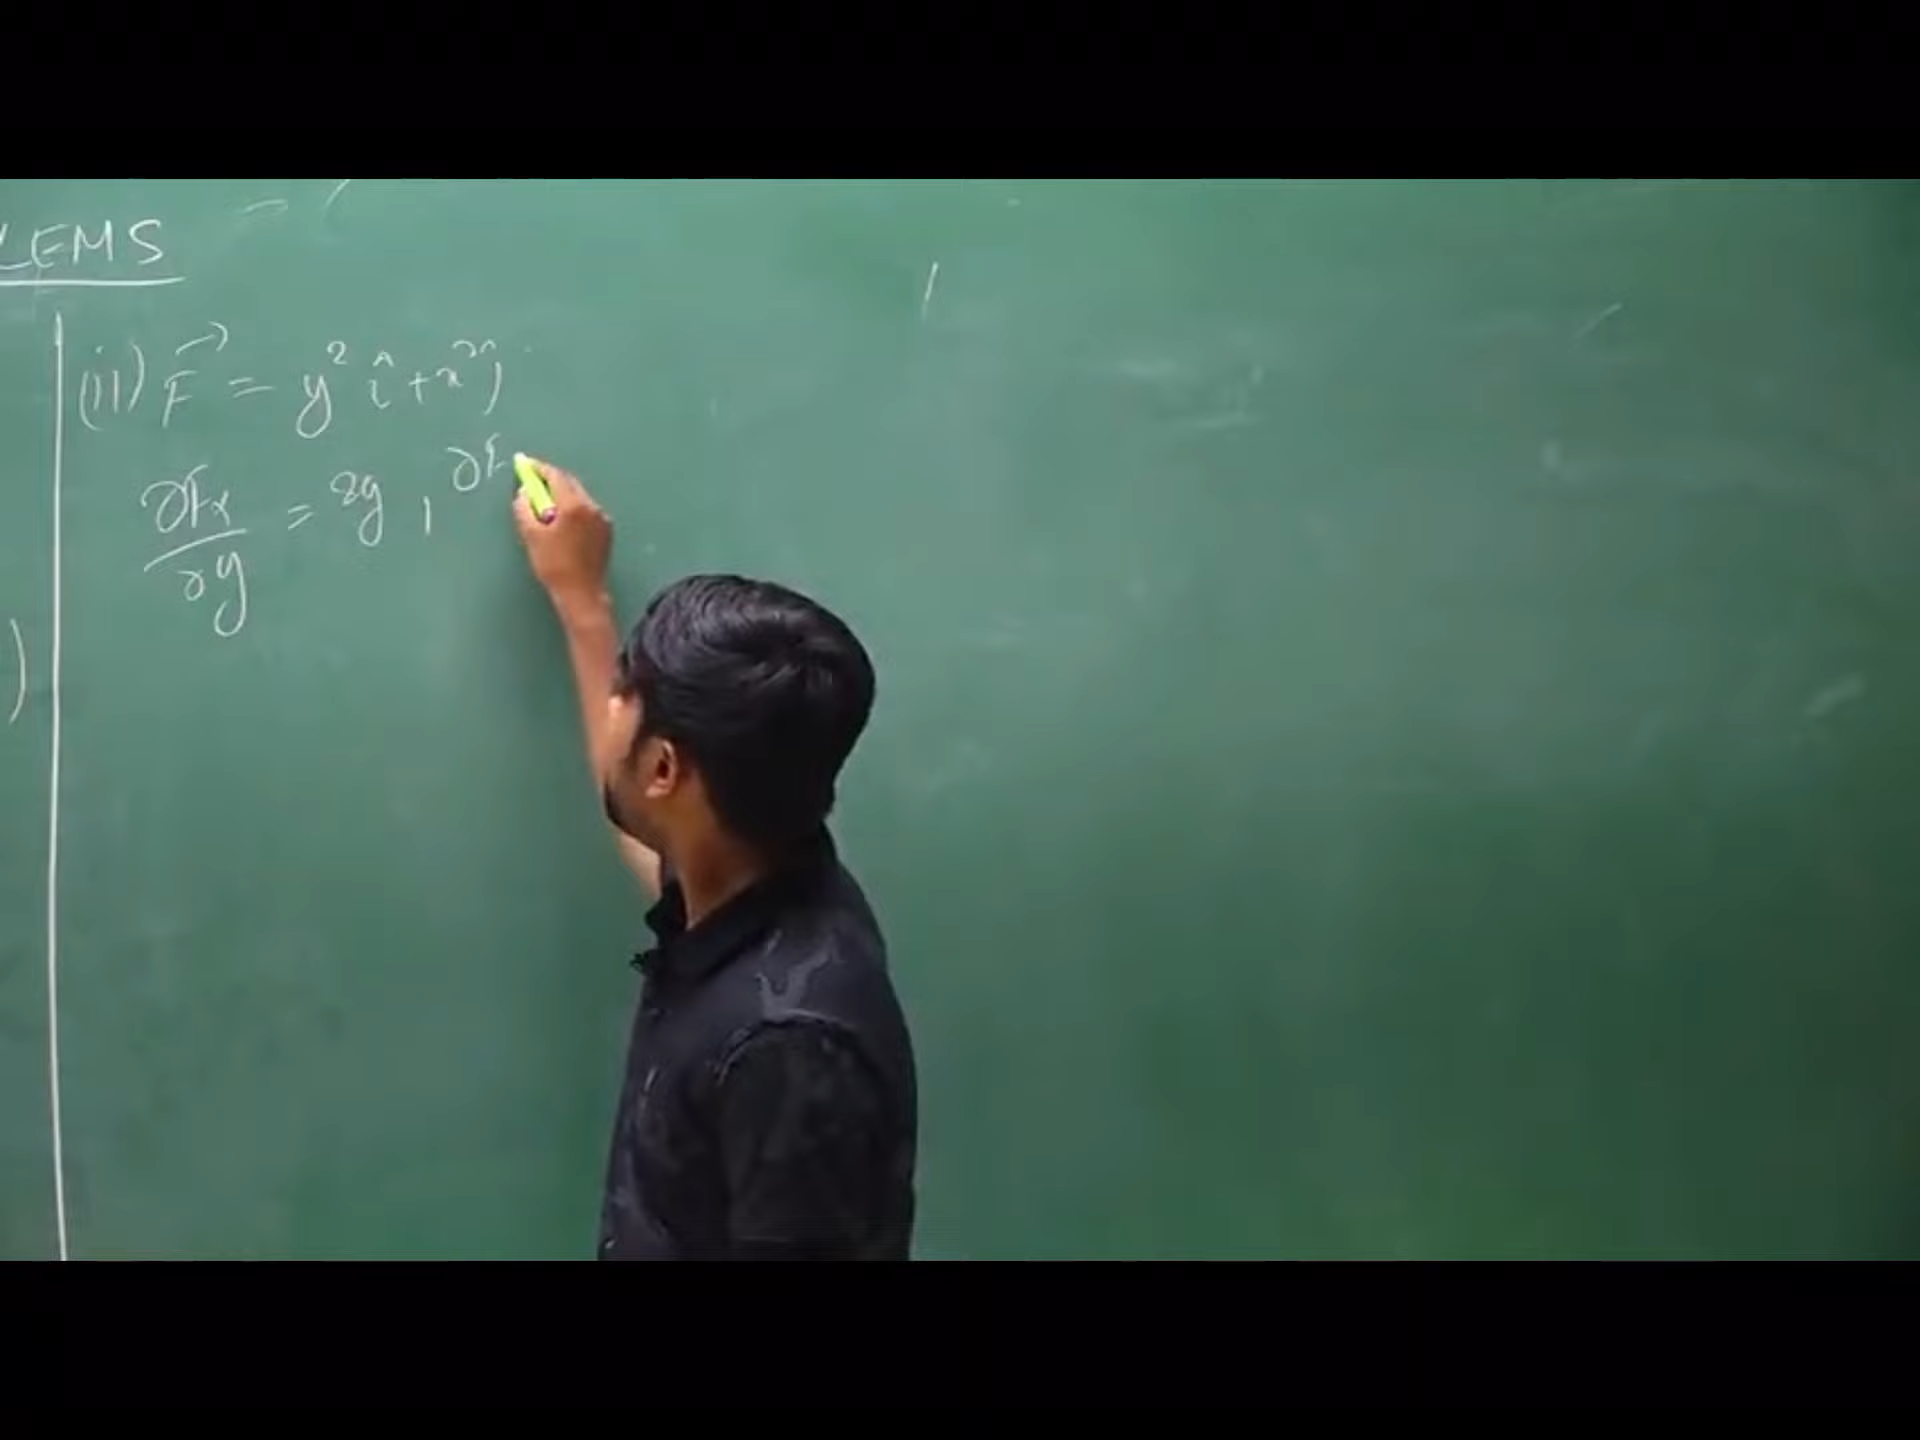 LEMS
(ii) F⃗ = y² î + x² ĵ
∂Fx/∂y = 2y , ∂F
)